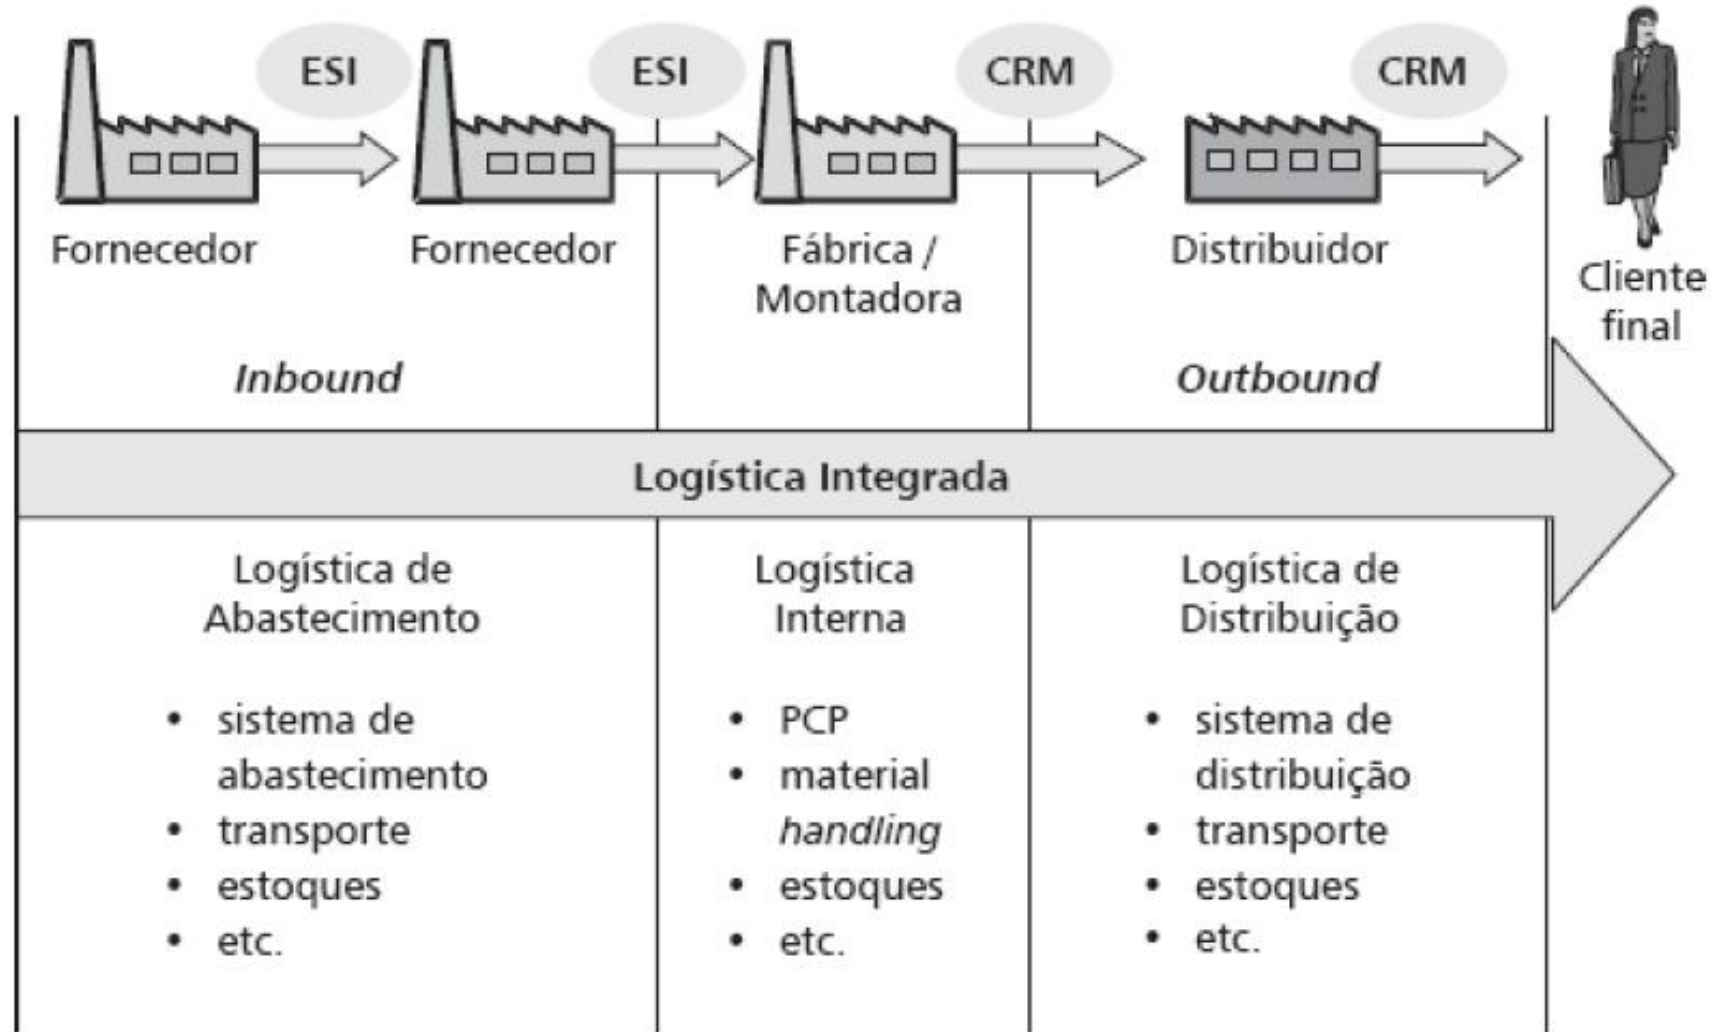 ESI
ESI
CRM
CRM
Fornecedor
Fornecedor
Fábrica /
Montadora
Distribuidor
Cliente
final
Inbound
Outbound
Logística Integrada
Logística de
Abastecimento
• sistema de
abastecimento
• transporte
• estoques
• etc.
Logística
Interna
• PCP
• material
handling
• estoques
• etc.
Logística de
Distribuição
• sistema de
distribuição
• transporte
• estoques
• etc.